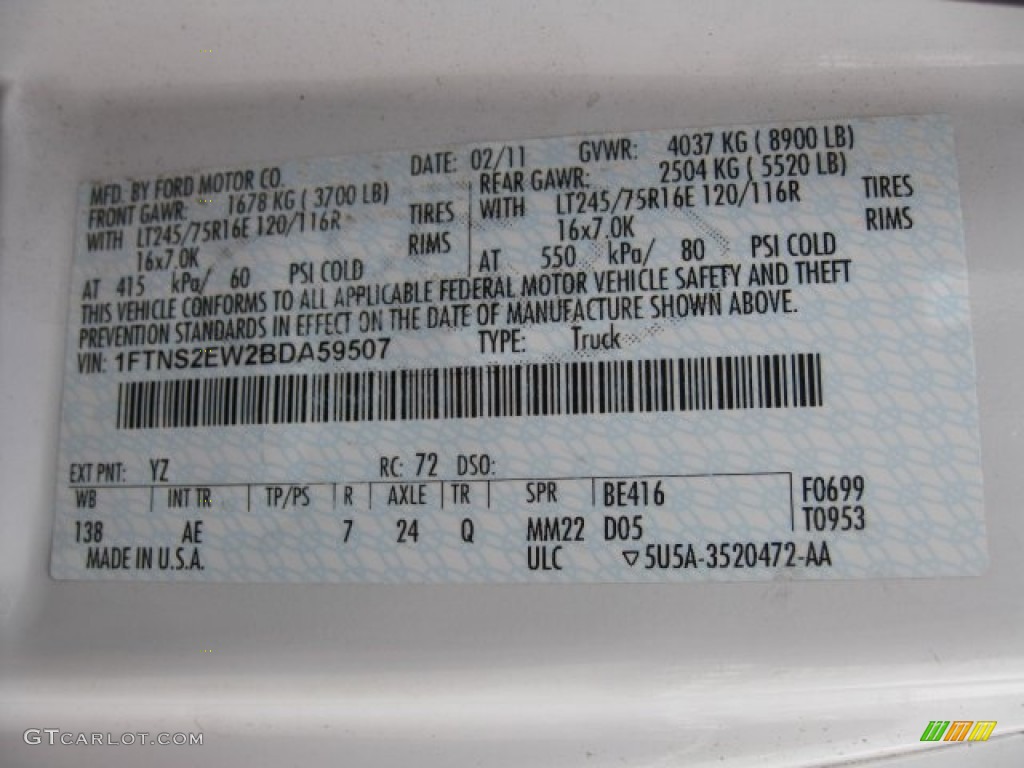 MFD. BY FORD MOTOR CO. DATE: 02/11 GVWR: 4037 KG ( 8900 LB)
FRONT GAWR: 1678 KG ( 3700 LB) REAR GAWR: 2504 KG ( 5520 LB)
WITH LT245/75R16E 120/116R TIRES WITH LT245/75R16E 120/116R TIRES
16x7.0K RIMS 16x7.0K RIMS
AT 415 kPa/ 60 PSI COLD AT 550 kPa/ 80 PSI COLD
THIS VEHICLE CONFORMS TO ALL APPLICABLE FEDERAL MOTOR VEHICLE SAFETY AND THEFT
PREVENTION STANDARDS IN EFFECT ON THE DATE OF MANUFACTURE SHOWN ABOVE.
VIN: 1FTNS2EW2BDA59507 TYPE: Truck
EXT PNT: YZ RC: 72 DSO:
WB INT TR TP/PS R AXLE TR SPR BE416 F0699
138 AE 7 24 Q MM22 D05 T0953
MADE IN U.S.A. ULC ▽5U5A-3520472-AA
GTCARLOT.COM